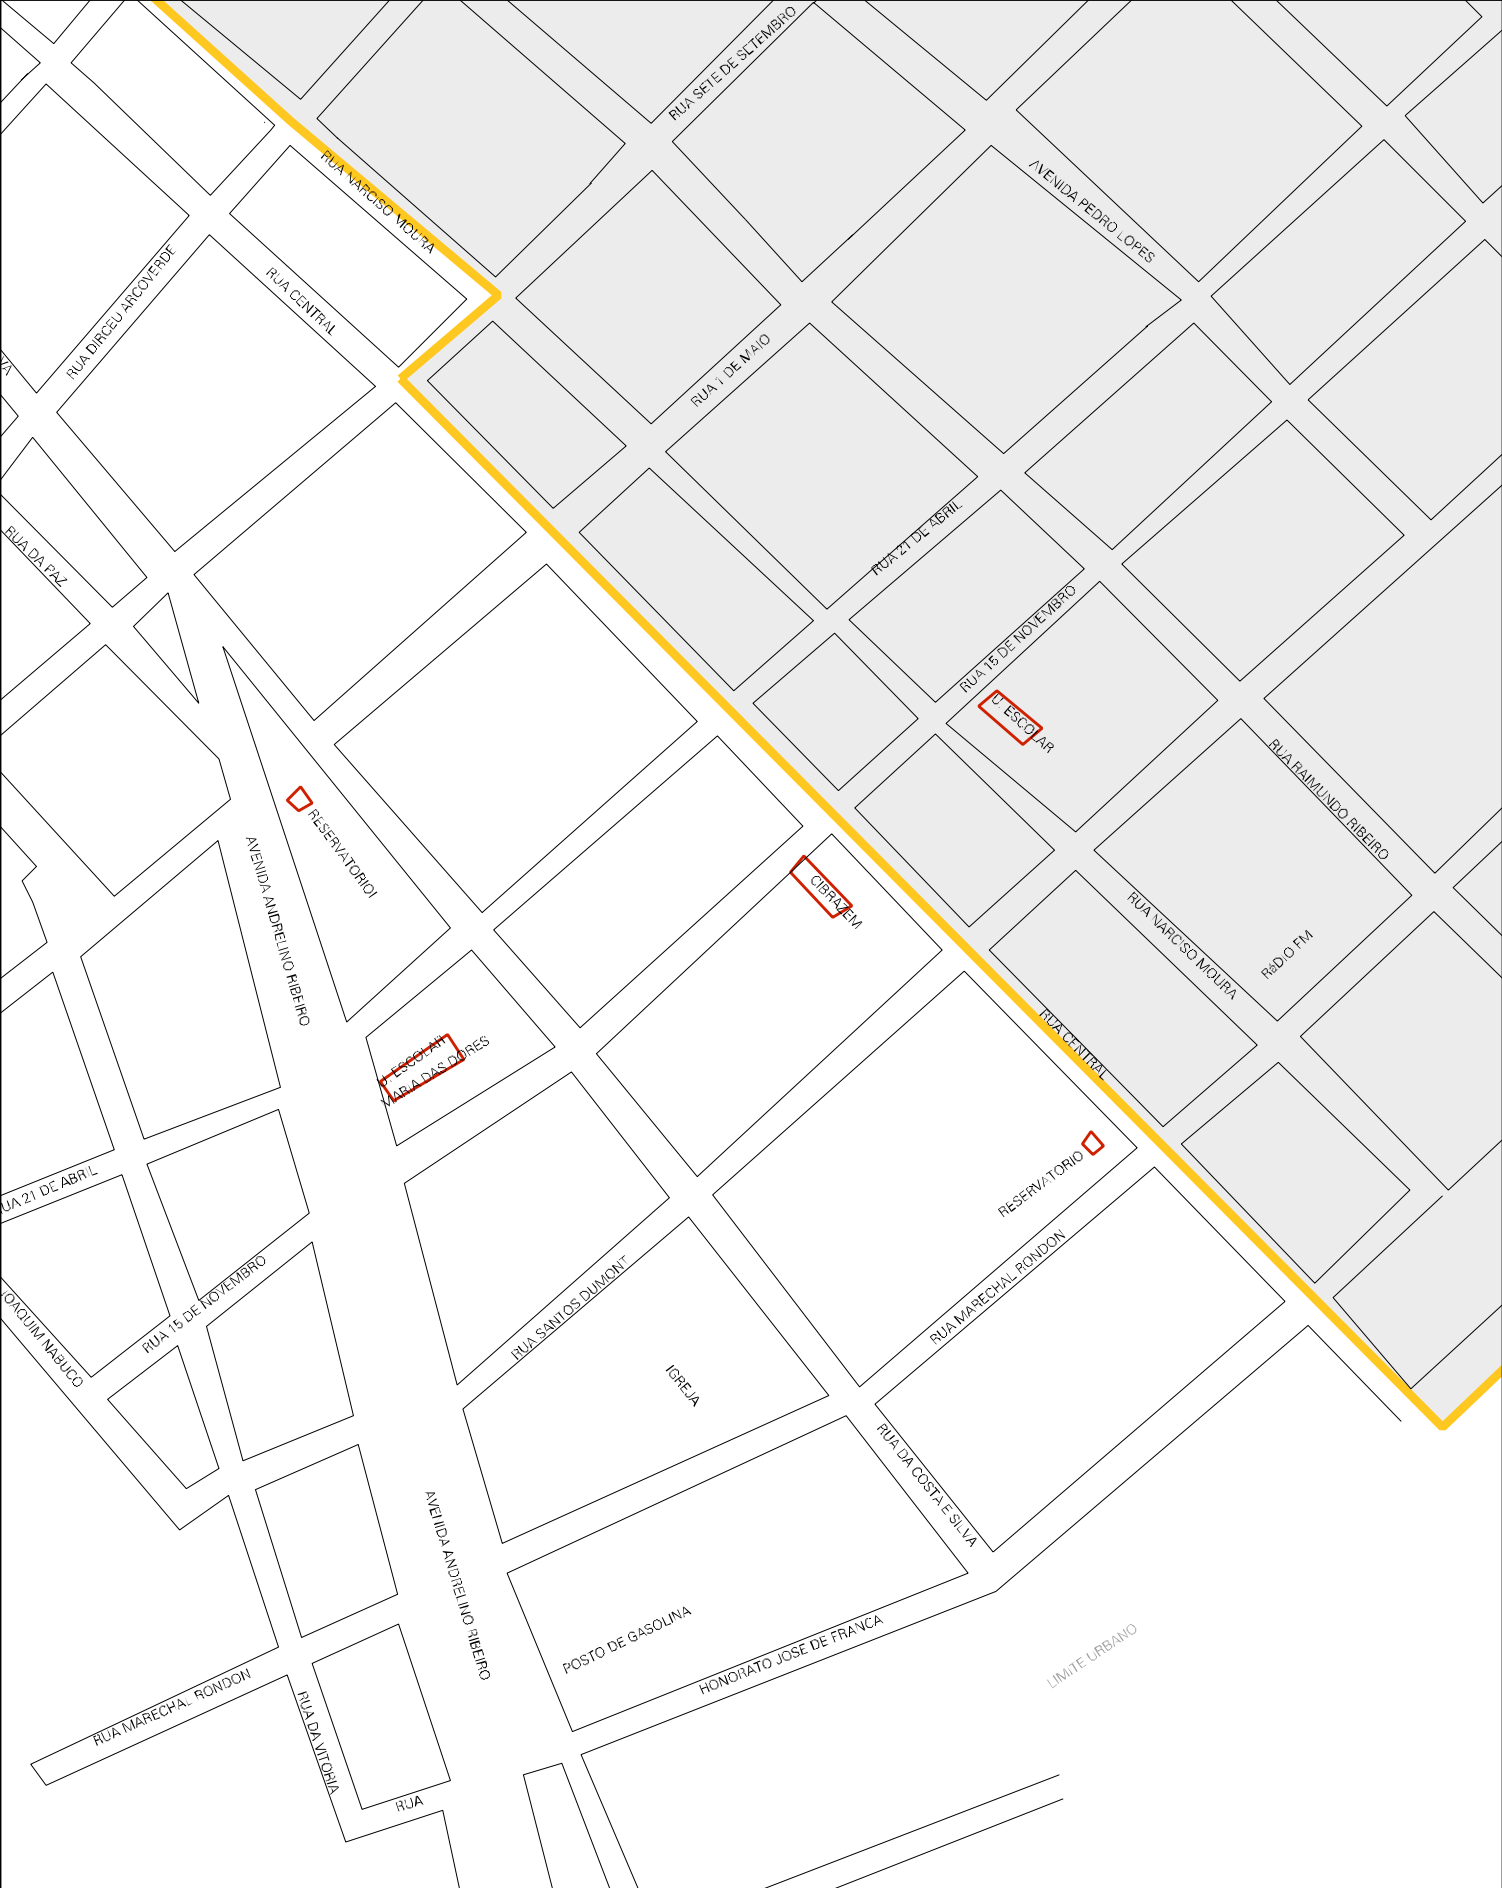 RUA SETE DE SETEMBRO
AVENIDA PEDRO LOPES
RUA NARCISO MOURA
RUA DIRCEU ARCOVERDE
RUA CENTRAL
VA
RUA 1 DE MAIO
RUA DA PAZ
RUA 21 DE ABRIL
RUA 15 DE NOVEMBRO
U. ESCOLAR
RUA RAIMUNDO RIBEIRO
RESERVATORIO!
AVENIDA ANDRELINO RIBEIRO
CIBRAZEM
RUA NARCISO MOURA
RáDIO FM
RUA CENTRAL
U. ESCOLAR
MARIA DAS DORES
RESERVATORIO
UA 21 DE ABRIL
RUA 15 DE NOVEMBRO
JOAQUIM NABUCO
RUA SANTOS DUMONT
RUA MARECHAL RONDON
IGREJA
RUA DA COSTA E SILVA
AVENIDA ANDRELINO RIBEIRO
POSTO DE GASOLINA
HONORATO JOSE DE FRANCA
LIMITE URBANO
RUA MARECHAL RONDON
RUA DA VITORIA
RUA